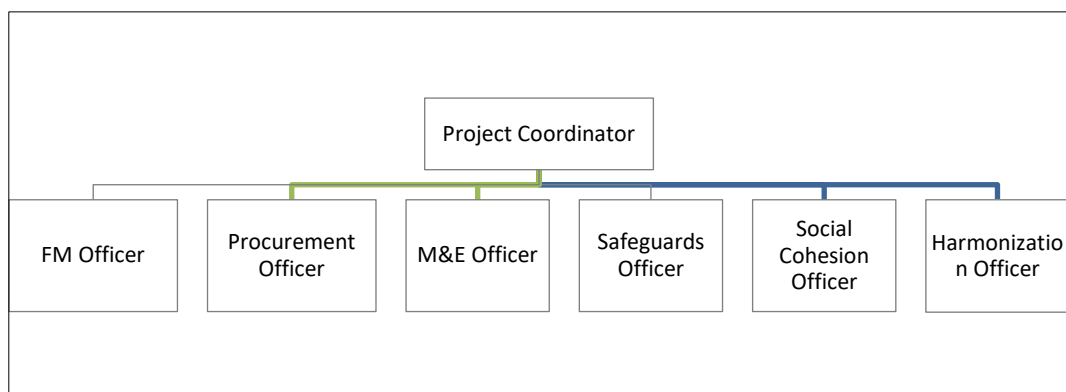 Project Coordinator
FM Officer
Procurement
Officer
M&E Officer
Safeguards
Officer
Social
Cohesion
Officer
Harmonizatio
n Officer